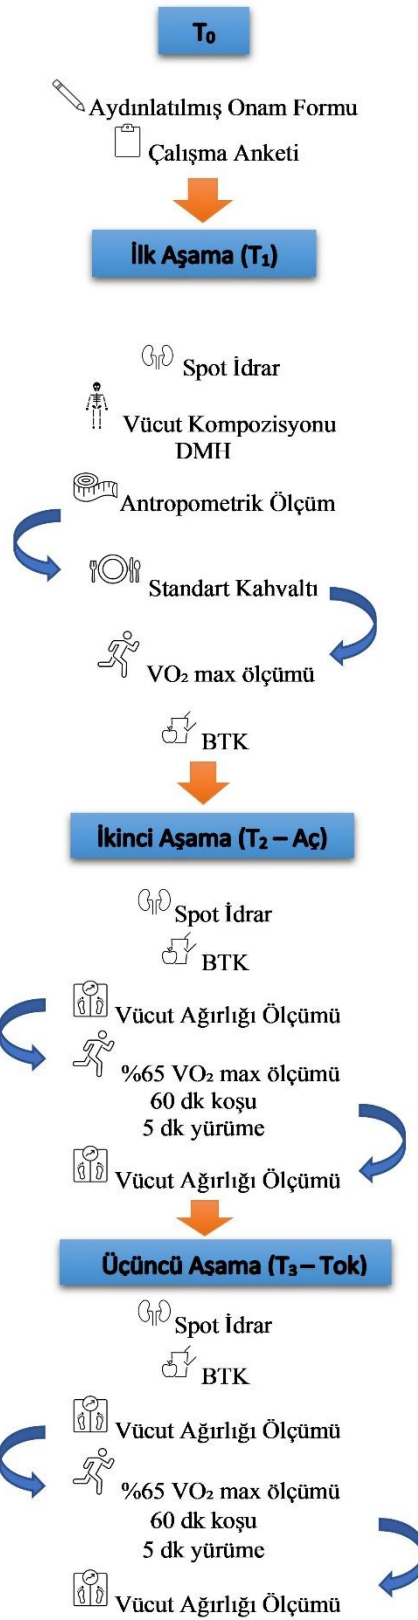 T₀
Aydınlatılmış Onam Formu
Çalışma Anketi
İlk Aşama (T₁)
Spot İdrar
Vücut Kompozisyonu
DMH
Antropometrik Ölçüm
Standart Kahvaltı
VO₂ max ölçümü
BTK
İkinci Aşama (T₂ – Aç)
Spot İdrar
BTK
Vücut Ağırlığı Ölçümü
%65 VO₂ max ölçümü
60 dk koşu
5 dk yürüme
Vücut Ağırlığı Ölçümü
Üçüncü Aşama (T₃ – Tok)
Spot İdrar
BTK
Vücut Ağırlığı Ölçümü
%65 VO₂ max ölçümü
60 dk koşu
5 dk yürüme
Vücut Ağırlığı Ölçümü